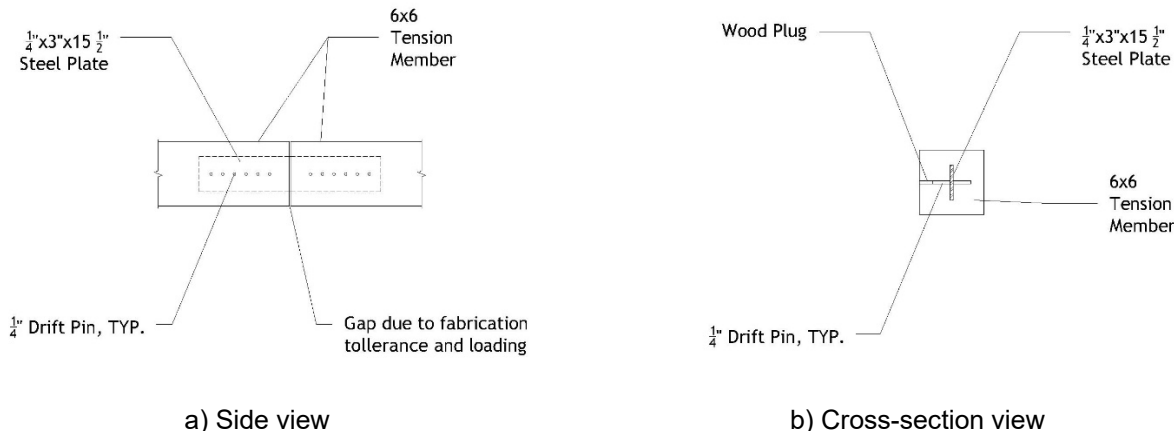 ¼"x3"x15 ½"
Steel Plate
6x6
Tension
Member
¼" Drift Pin, TYP.
Gap due to fabrication
tollerance and loading
a) Side view
Wood Plug
¼"x3"x15 ½"
Steel Plate
6x6
Tension
Member
¼" Drift Pin, TYP.
b) Cross-section view